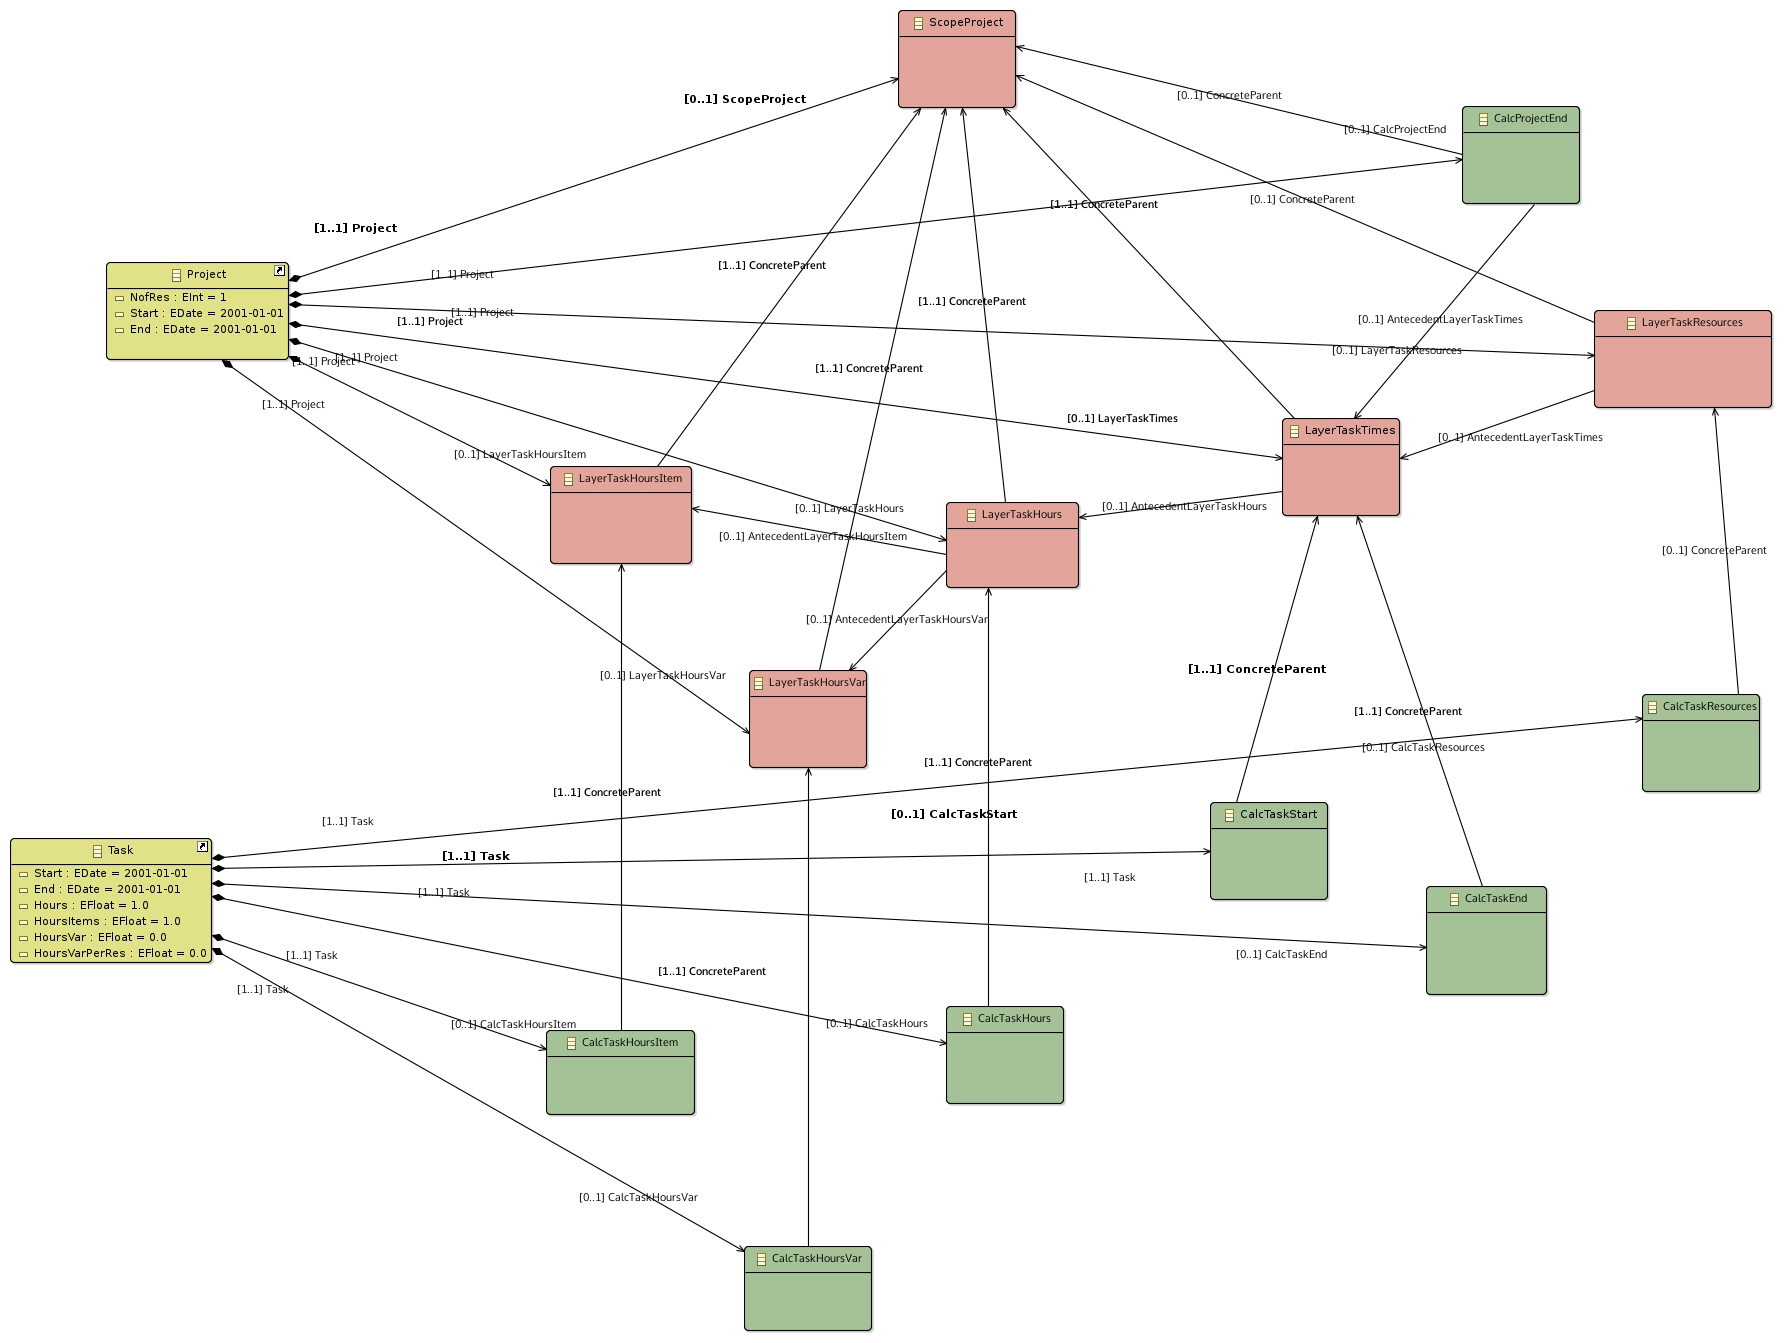 ScopeProject
[0..1] ScopeProject
[0..1] ConcreteParent
CalcProjectEnd
[0..1] CalcProjectEnd
[1..1] ConcreteParent
[0..1] ConcreteParent
[1..1] Project
[1..1] ConcreteParent
Project
NofRes : EInt = 1
Start : EDate = 2001-01-01
End : EDate = 2001-01-01
[1..1] Project
[1..1] ConcreteParent
[1..1] Project
[1..1] Project
[0..1] AntecedentLayerTaskTimes
LayerTaskResources
[0..1] LayerTaskResources
[1..1] Project
[1..1] Project
[1..1] ConcreteParent
[1..1] Project
[0..1] LayerTaskTimes
LayerTaskTimes
[0..1] AntecedentLayerTaskTimes
[0..1] LayerTaskHoursItem
LayerTaskHoursItem
[0..1] LayerTaskHours
LayerTaskHours
[0..1] AntecedentLayerTaskHours
[0..1] AntecedentLayerTaskHoursItem
[0..1] ConcreteParent
[0..1] AntecedentLayerTaskHoursVar
[0..1] LayerTaskHoursVar
LayerTaskHoursVar
[1..1] ConcreteParent
[1..1] ConcreteParent
CalcTaskResources
[0..1] CalcTaskResources
[1..1] ConcreteParent
[1..1] ConcreteParent
[1..1] Task
[0..1] CalcTaskStart
CalcTaskStart
Task
Start : EDate = 2001-01-01
End : EDate = 2001-01-01
Hours : EFloat = 1.0
HoursItems : EFloat = 1.0
HoursVar : EFloat = 0.0
HoursVarPerRes : EFloat = 0.0
[1..1] Task
[1..1] Task
[1..1] Task
CalcTaskEnd
[0..1] CalcTaskEnd
[1..1] Task
[1..1] ConcreteParent
[1..1] Task
[0..1] CalcTaskHoursItem
CalcTaskHoursItem
[0..1] CalcTaskHours
CalcTaskHours
[0..1] CalcTaskHoursVar
CalcTaskHoursVar